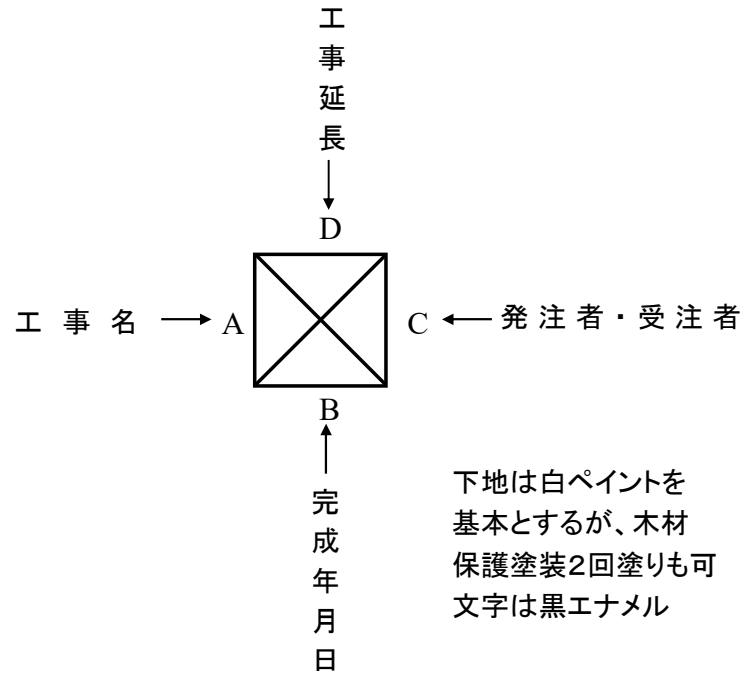 工事延長
D
工事名
A
C
発注者・受注者
B
完成年月日
下地は白ペイントを
基本とするが、木材
保護塗装2回塗りも可
文字は黒エナメル